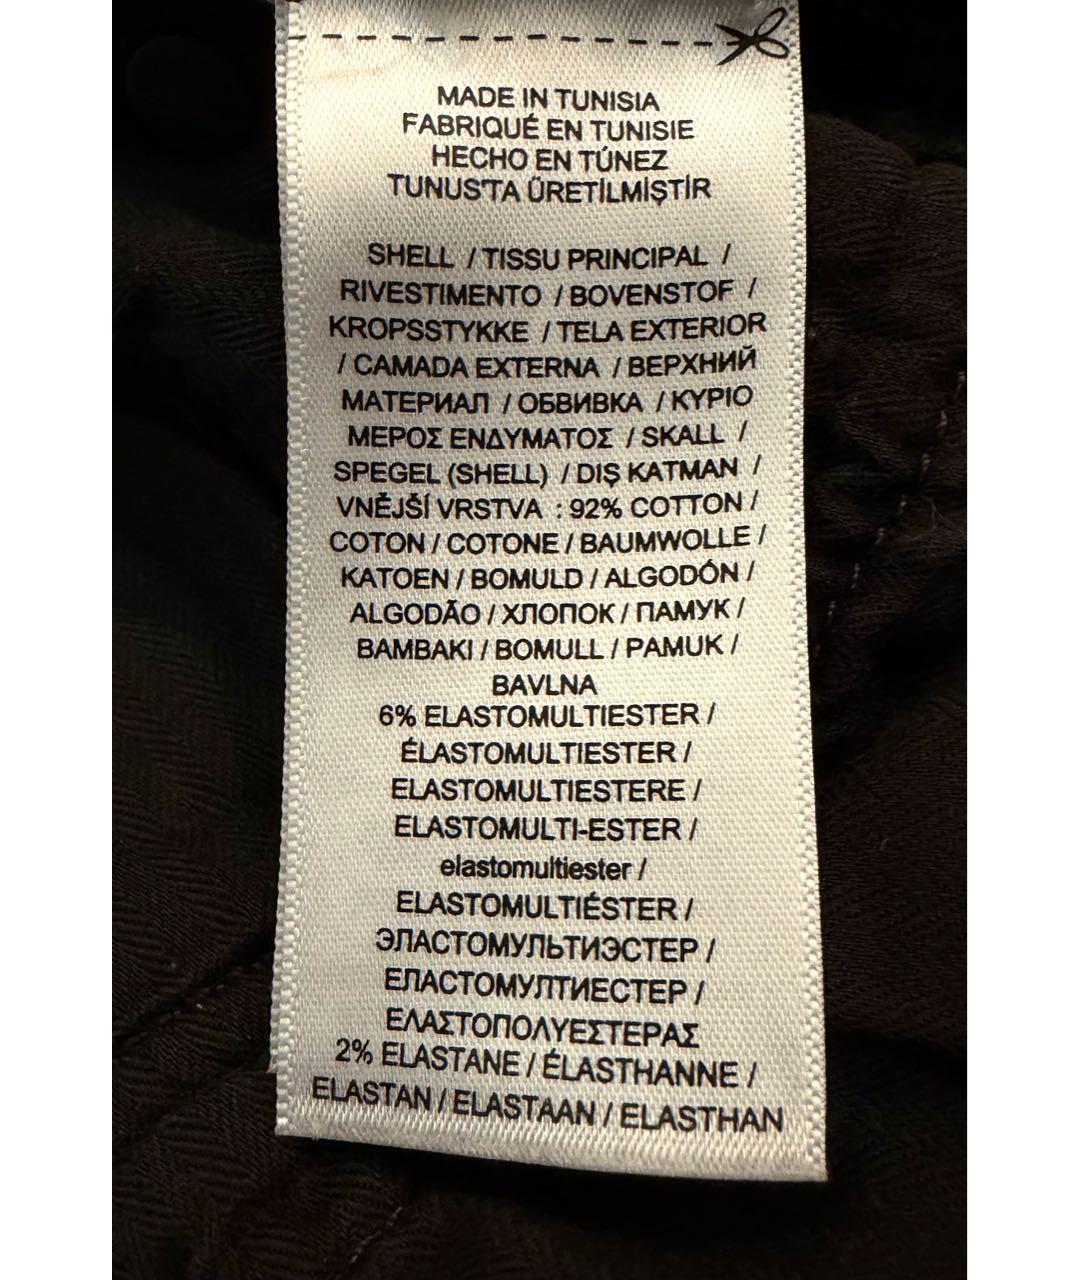 MADE IN TUNISIA
FABRIQUÉ EN TUNISIE
HECHO EN TÚNEZ
TUNUS'TA ÜRETİLMİŞTİR
SHELL / TISSU PRINCIPAL /
RIVESTIMENTO / BOVENSTOF /
KROPSSTYKKE / TELA EXTERIOR
/ CAMADA EXTERNA / ВЕРХНИЙ
МАТЕРИАЛ / ОБВИВКА / ΚΥΡΙΟ
ΜΕΡΟΣ ΕΝΔΥΜΑΤΟΣ / SKALL /
SPEGEL (SHELL) / DIŞ KATMAN /
VNĚJŠÍ VRSTVA : 92% COTTON /
COTON / COTONE / BAUMWOLLE /
KATOEN / BOMULD / ALGODÓN /
ALGODÃO / ХЛОПОК / ПАМУК /
ΒΑΜΒΑΚΙ / BOMULL / PAMUK /
BAVLNA
6% ELASTOMULTIESTER /
ÉLASTOMULTIESTER /
ELASTOMULTIESTERE /
ELASTOMULTI-ESTER /
elastomultiester /
ELASTOMULTIÉSTER /
ЭЛАСТОМУЛЬТИЭСТЕР /
ЕЛАСТОМУЛТИЕСТЕР /
ΕΛΑΣΤΟΠΟΛΥΕΣΤΕΡΑΣ
2% ELASTANE / ÉLASTHANNE /
ELASTAN / ELASTAAN / ELASTHAN